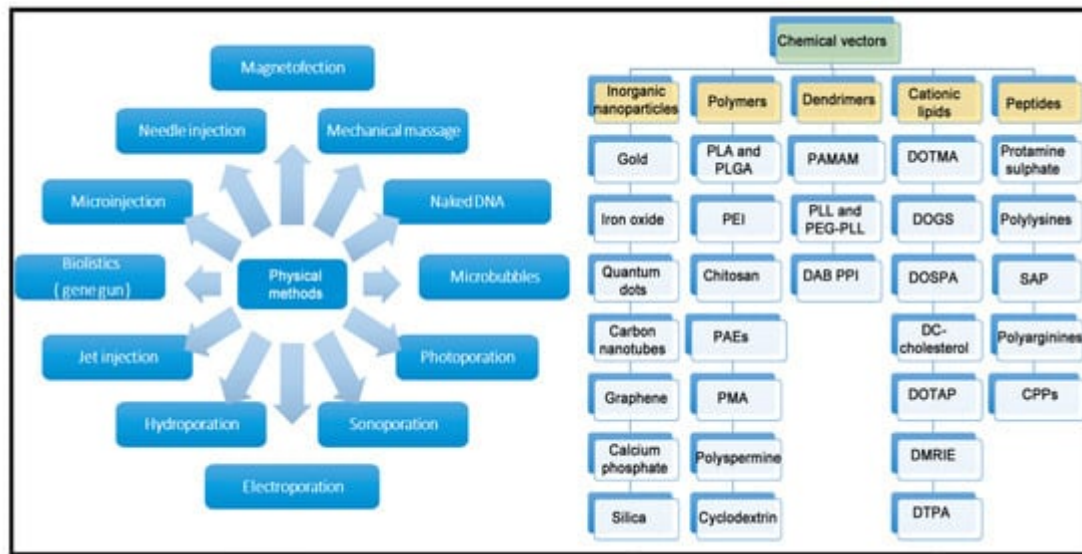 Magnetofection
Needle injection
Mechanical massage
Microinjection
Naked DNA
Biolistics
( gene gun )
Physical
methods
Microbubbles
Jet injection
Photoporation
Hydroporation
Sonoporation
Electroporation
Chemical vectors
Inorganic
nanoparticles
Gold
Iron oxide
Quantum
dots
Carbon
nanotubes
Graphene
Calcium
phosphate
Silica
Polymers
PLA and
PLGA
PEI
Chitosan
PAEs
PMA
Polyspermine
Cyclodextrin
Dendrimers
PAMAM
PLL and
PEG-PLL
DAB PPI
Cationic
lipids
DOTMA
DOGS
DOSPA
DC-
cholesterol
DOTAP
DMRIE
DTPA
Peptides
Protamine
sulphate
Polylysines
SAP
Polyarginines
CPPs